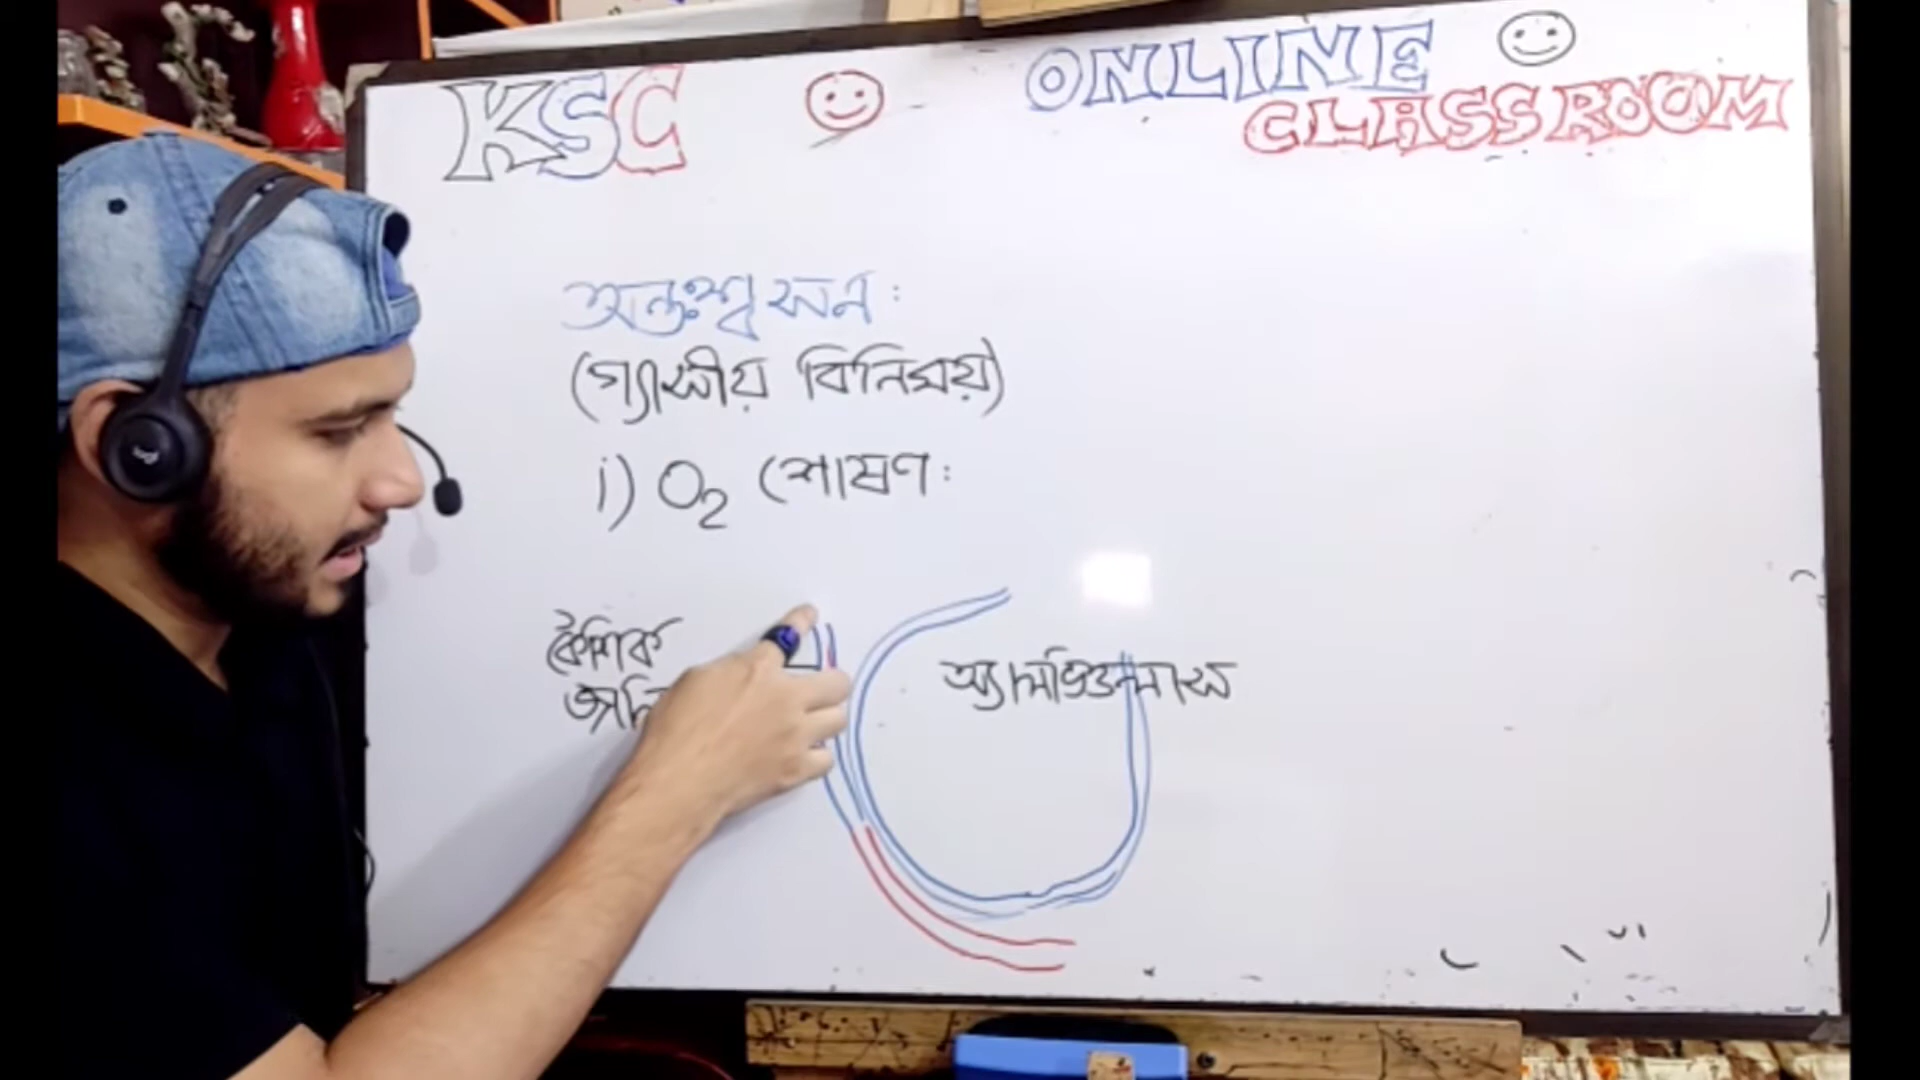 KSC
ONLINE
CLASSROOM
অন্তঃশ্বসন:
(গ্যাসীয় বিনিময়)
i) O₂ শোষণ:
কৈশিক
অ্যালভিওলাস